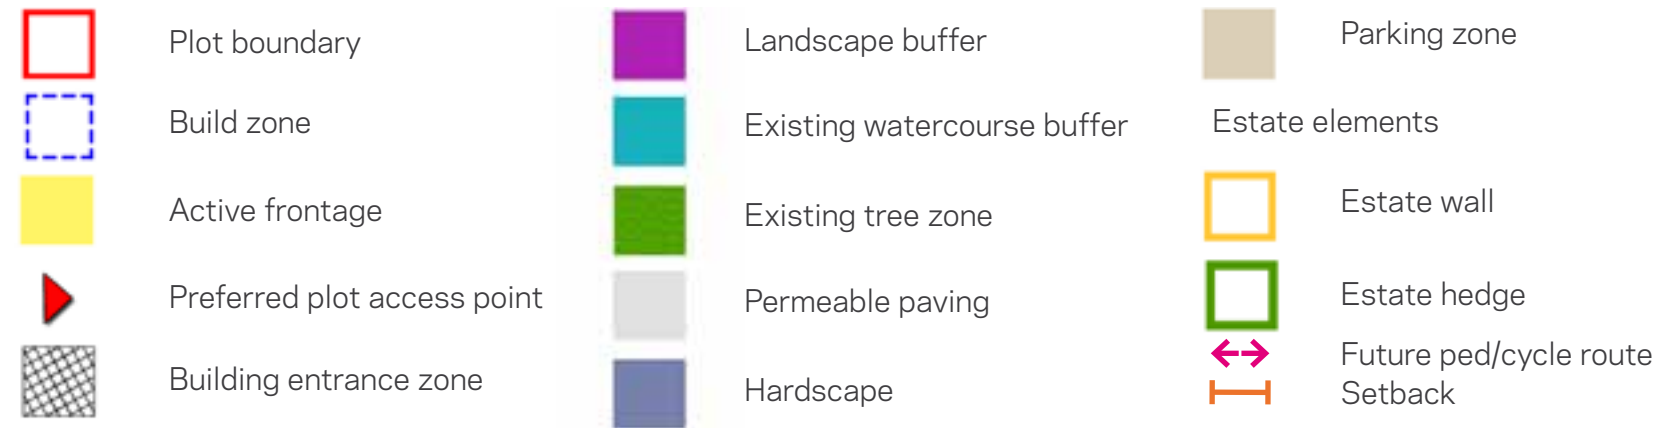 Plot boundary
Build zone
Active frontage
Preferred plot access point
Building entrance zone
Landscape buffer
Existing watercourse buffer
Existing tree zone
Permeable paving
Hardscape
Parking zone
Estate elements
Estate wall
Estate hedge
Future ped/cycle route
Setback